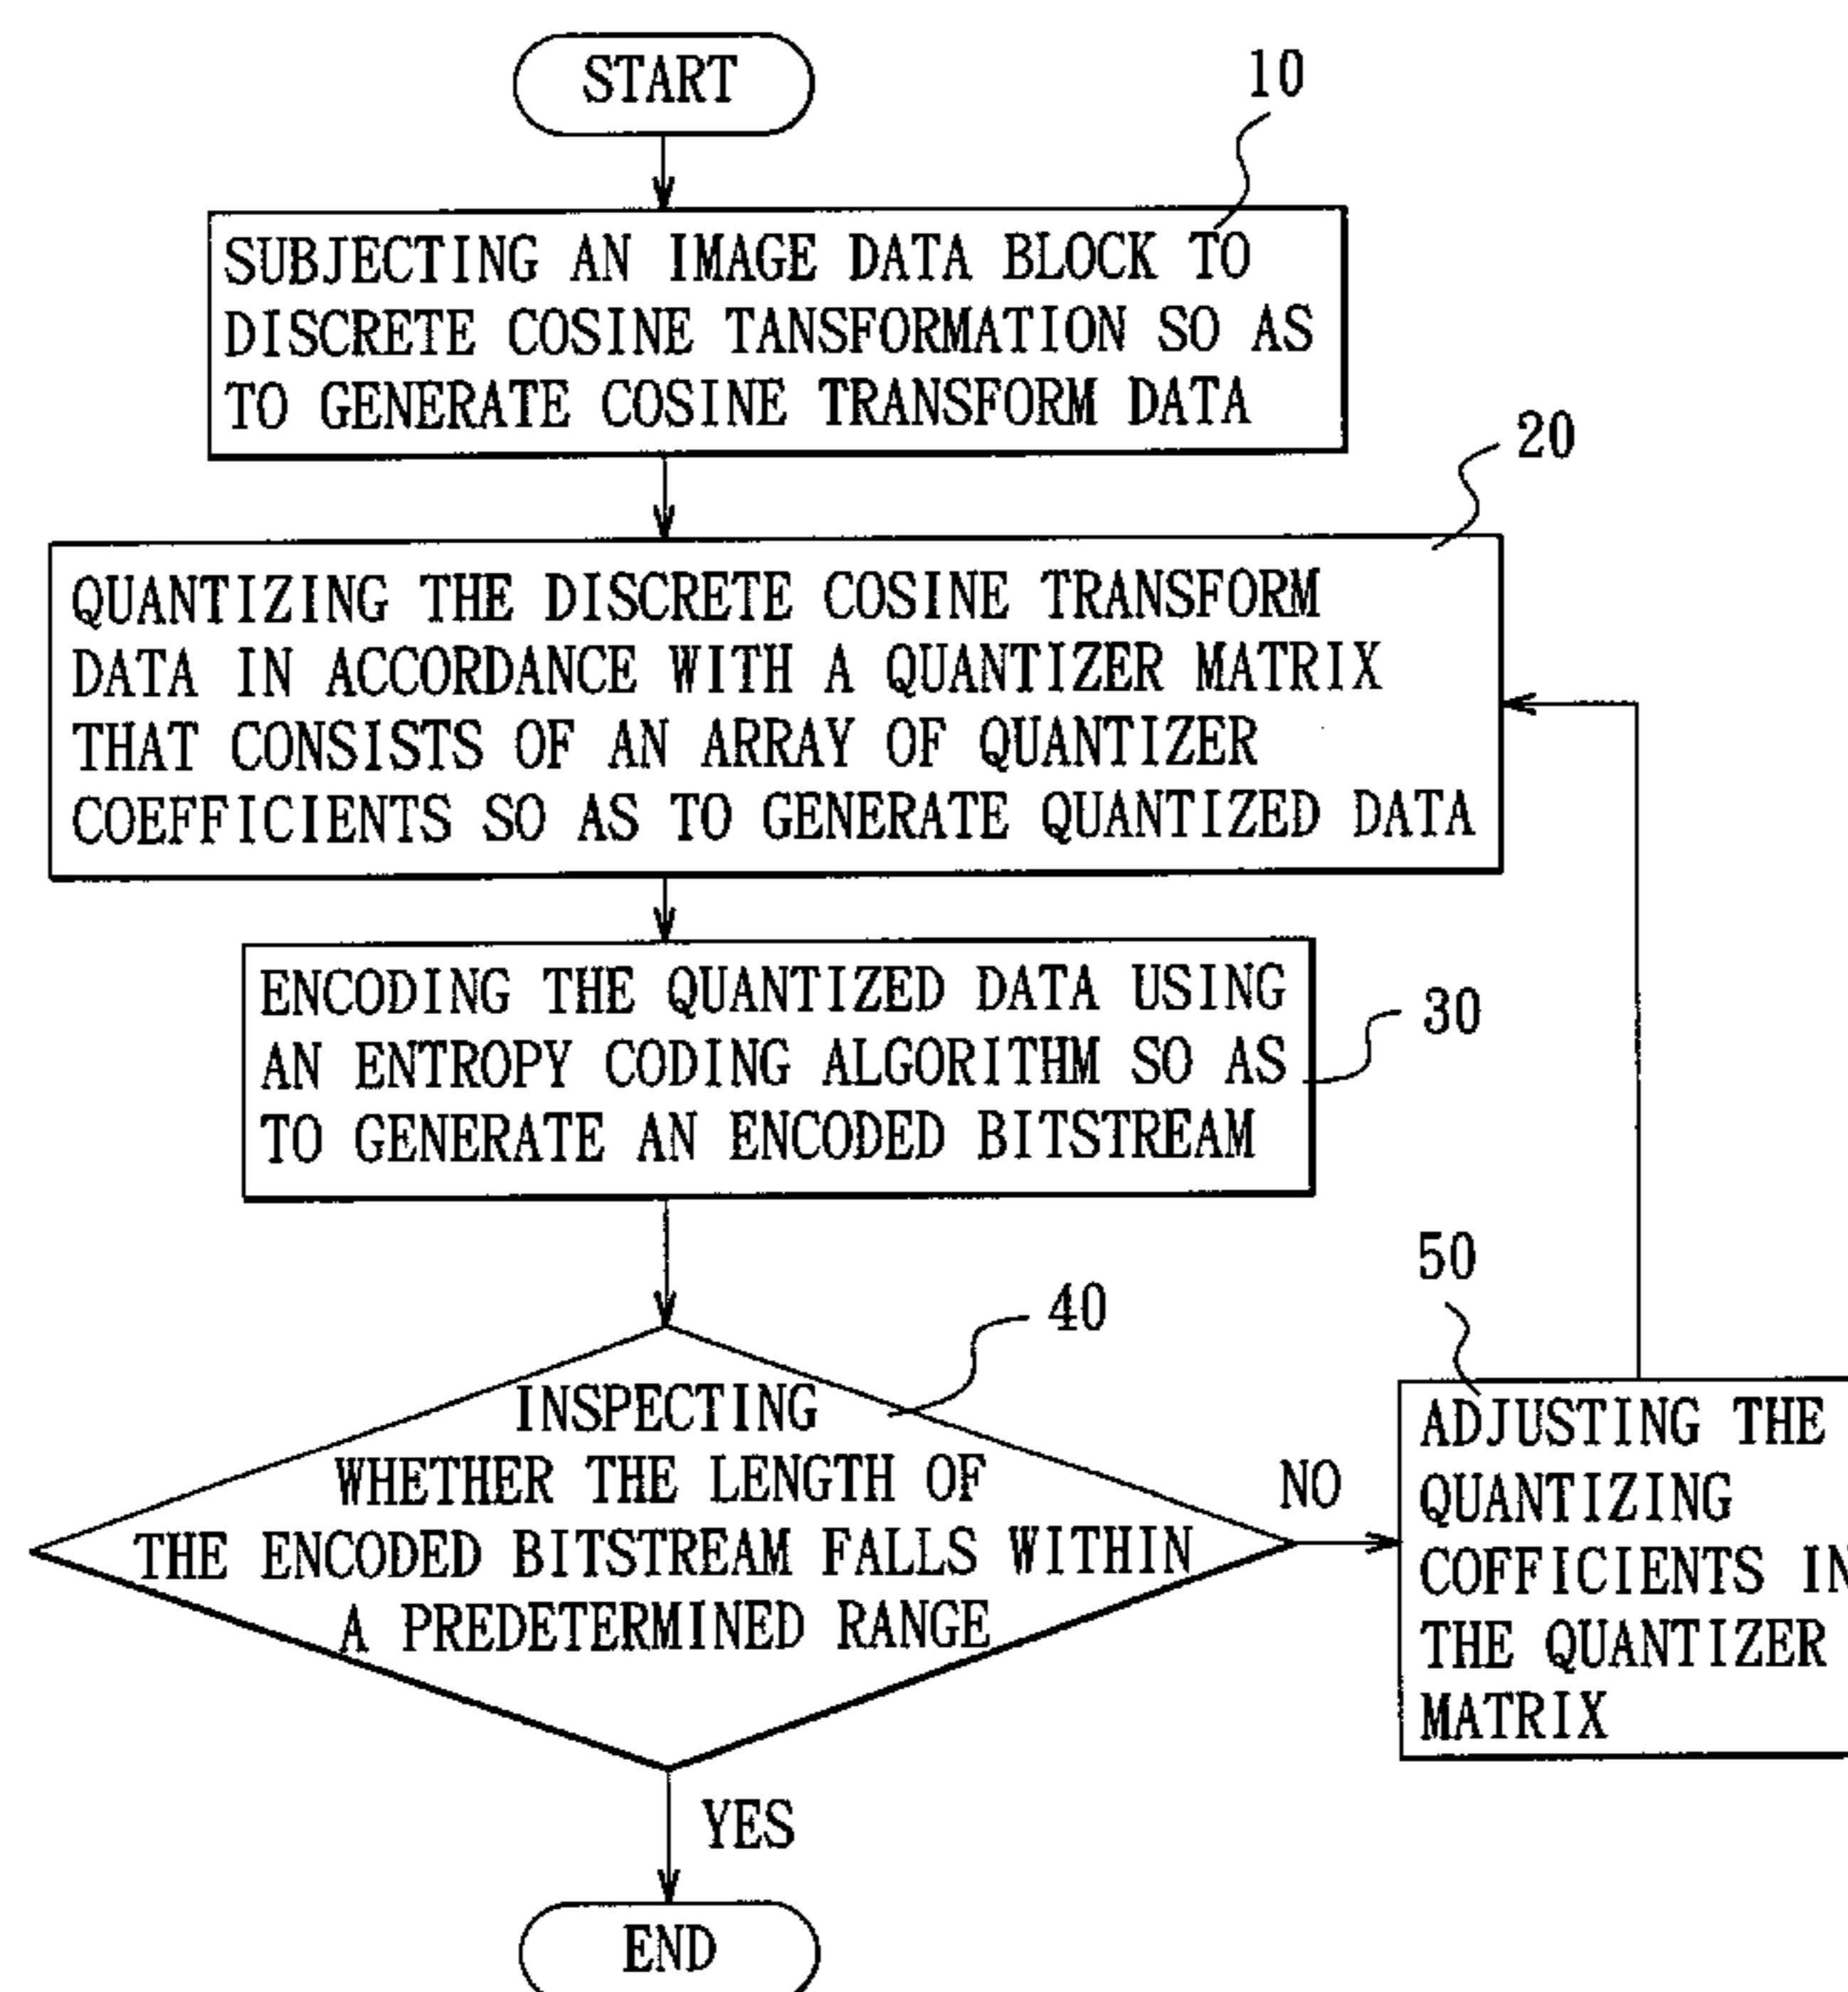 START
10
SUBJECTING AN IMAGE DATA BLOCK TO
DISCRETE COSINE TANSFORMATION SO AS
TO GENERATE COSINE TRANSFORM DATA
20
QUANTIZING THE DISCRETE COSINE TRANSFORM
DATA IN ACCORDANCE WITH A QUANTIZER MATRIX
THAT CONSISTS OF AN ARRAY OF QUANTIZER
COEFFICIENTS SO AS TO GENERATE QUANTIZED DATA
ENCODING THE QUANTIZED DATA USING
AN ENTROPY CODING ALGORITHM SO AS
TO GENERATE AN ENCODED BITSTREAM
30
40
INSPECTING
WHETHER THE LENGTH OF
THE ENCODED BITSTREAM FALLS WITHIN
A PREDETERMINED RANGE
NO
50
ADJUSTING THE
QUANTIZING
COFFICIENTS IN
THE QUANTIZER
MATRIX
YES
END